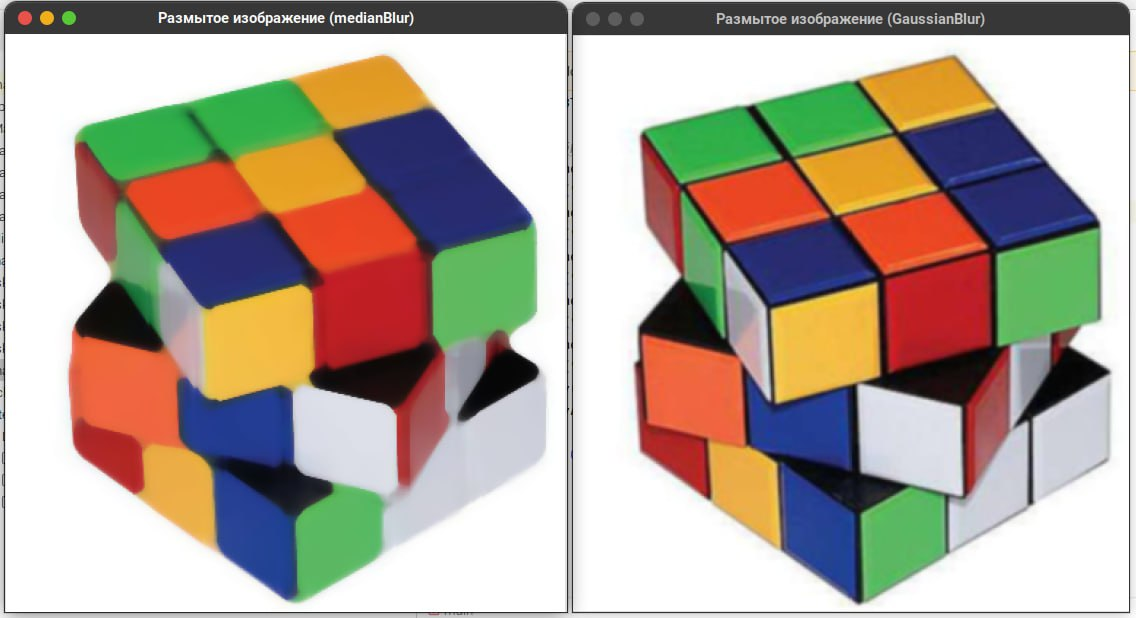 Размытое изображение (medianBlur)
Размытое изображение (GaussianBlur)